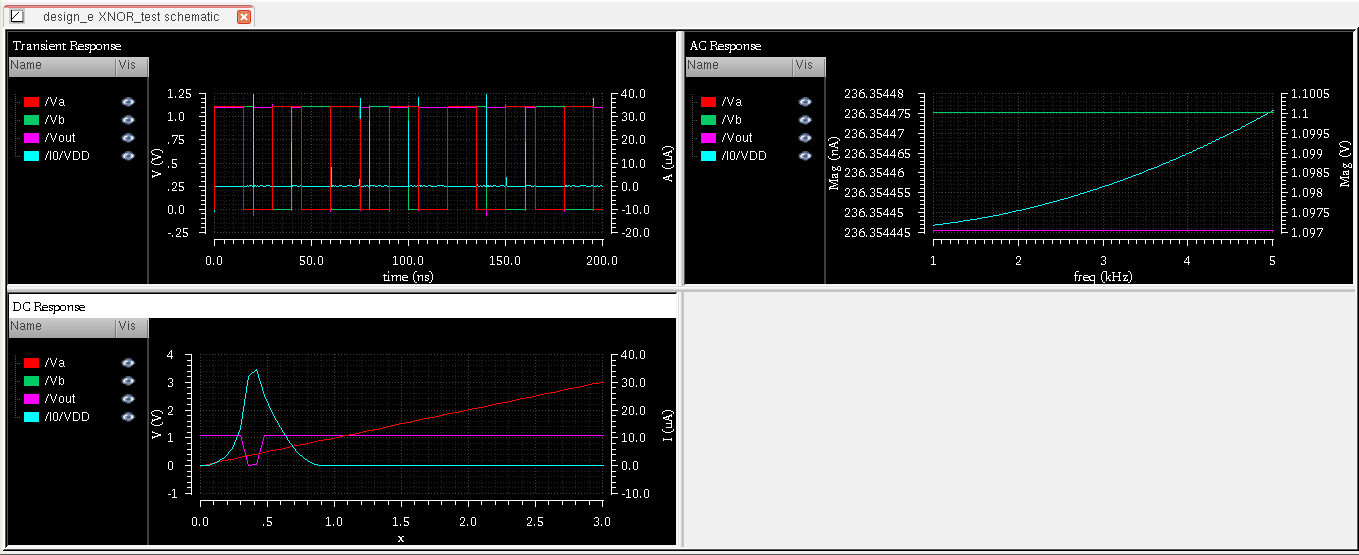 design_e XNOR_test schematic
Transient Response
Name Vis
/Va
/Vb
/Vout
/I0/VDD
V (V)
1.25
1.0
.75
.5
.25
0.0
-.25
A (uA)
40.0
30.0
20.0
10.0
0.0
-10.0
-20.0
0.0 50.0 100.0 150.0 200.0
time (ns)
AC Response
Name Vis
/Va
/Vb
/Vout
/I0/VDD
Mag (nA)
236.35448
236.354475
236.35447
236.354465
236.35446
236.354455
236.35445
236.354445
Mag (V)
1.1005
1.1
1.0995
1.099
1.0985
1.098
1.0975
1.097
1 2 3 4 5
freq (kHz)
DC Response
Name Vis
/Va
/Vb
/Vout
/I0/VDD
V (V)
4
3
2
1
0
-1
I (uA)
40.0
30.0
20.0
10.0
0.0
-10.0
0.0 .5 1.0 1.5 2.0 2.5 3.0
x